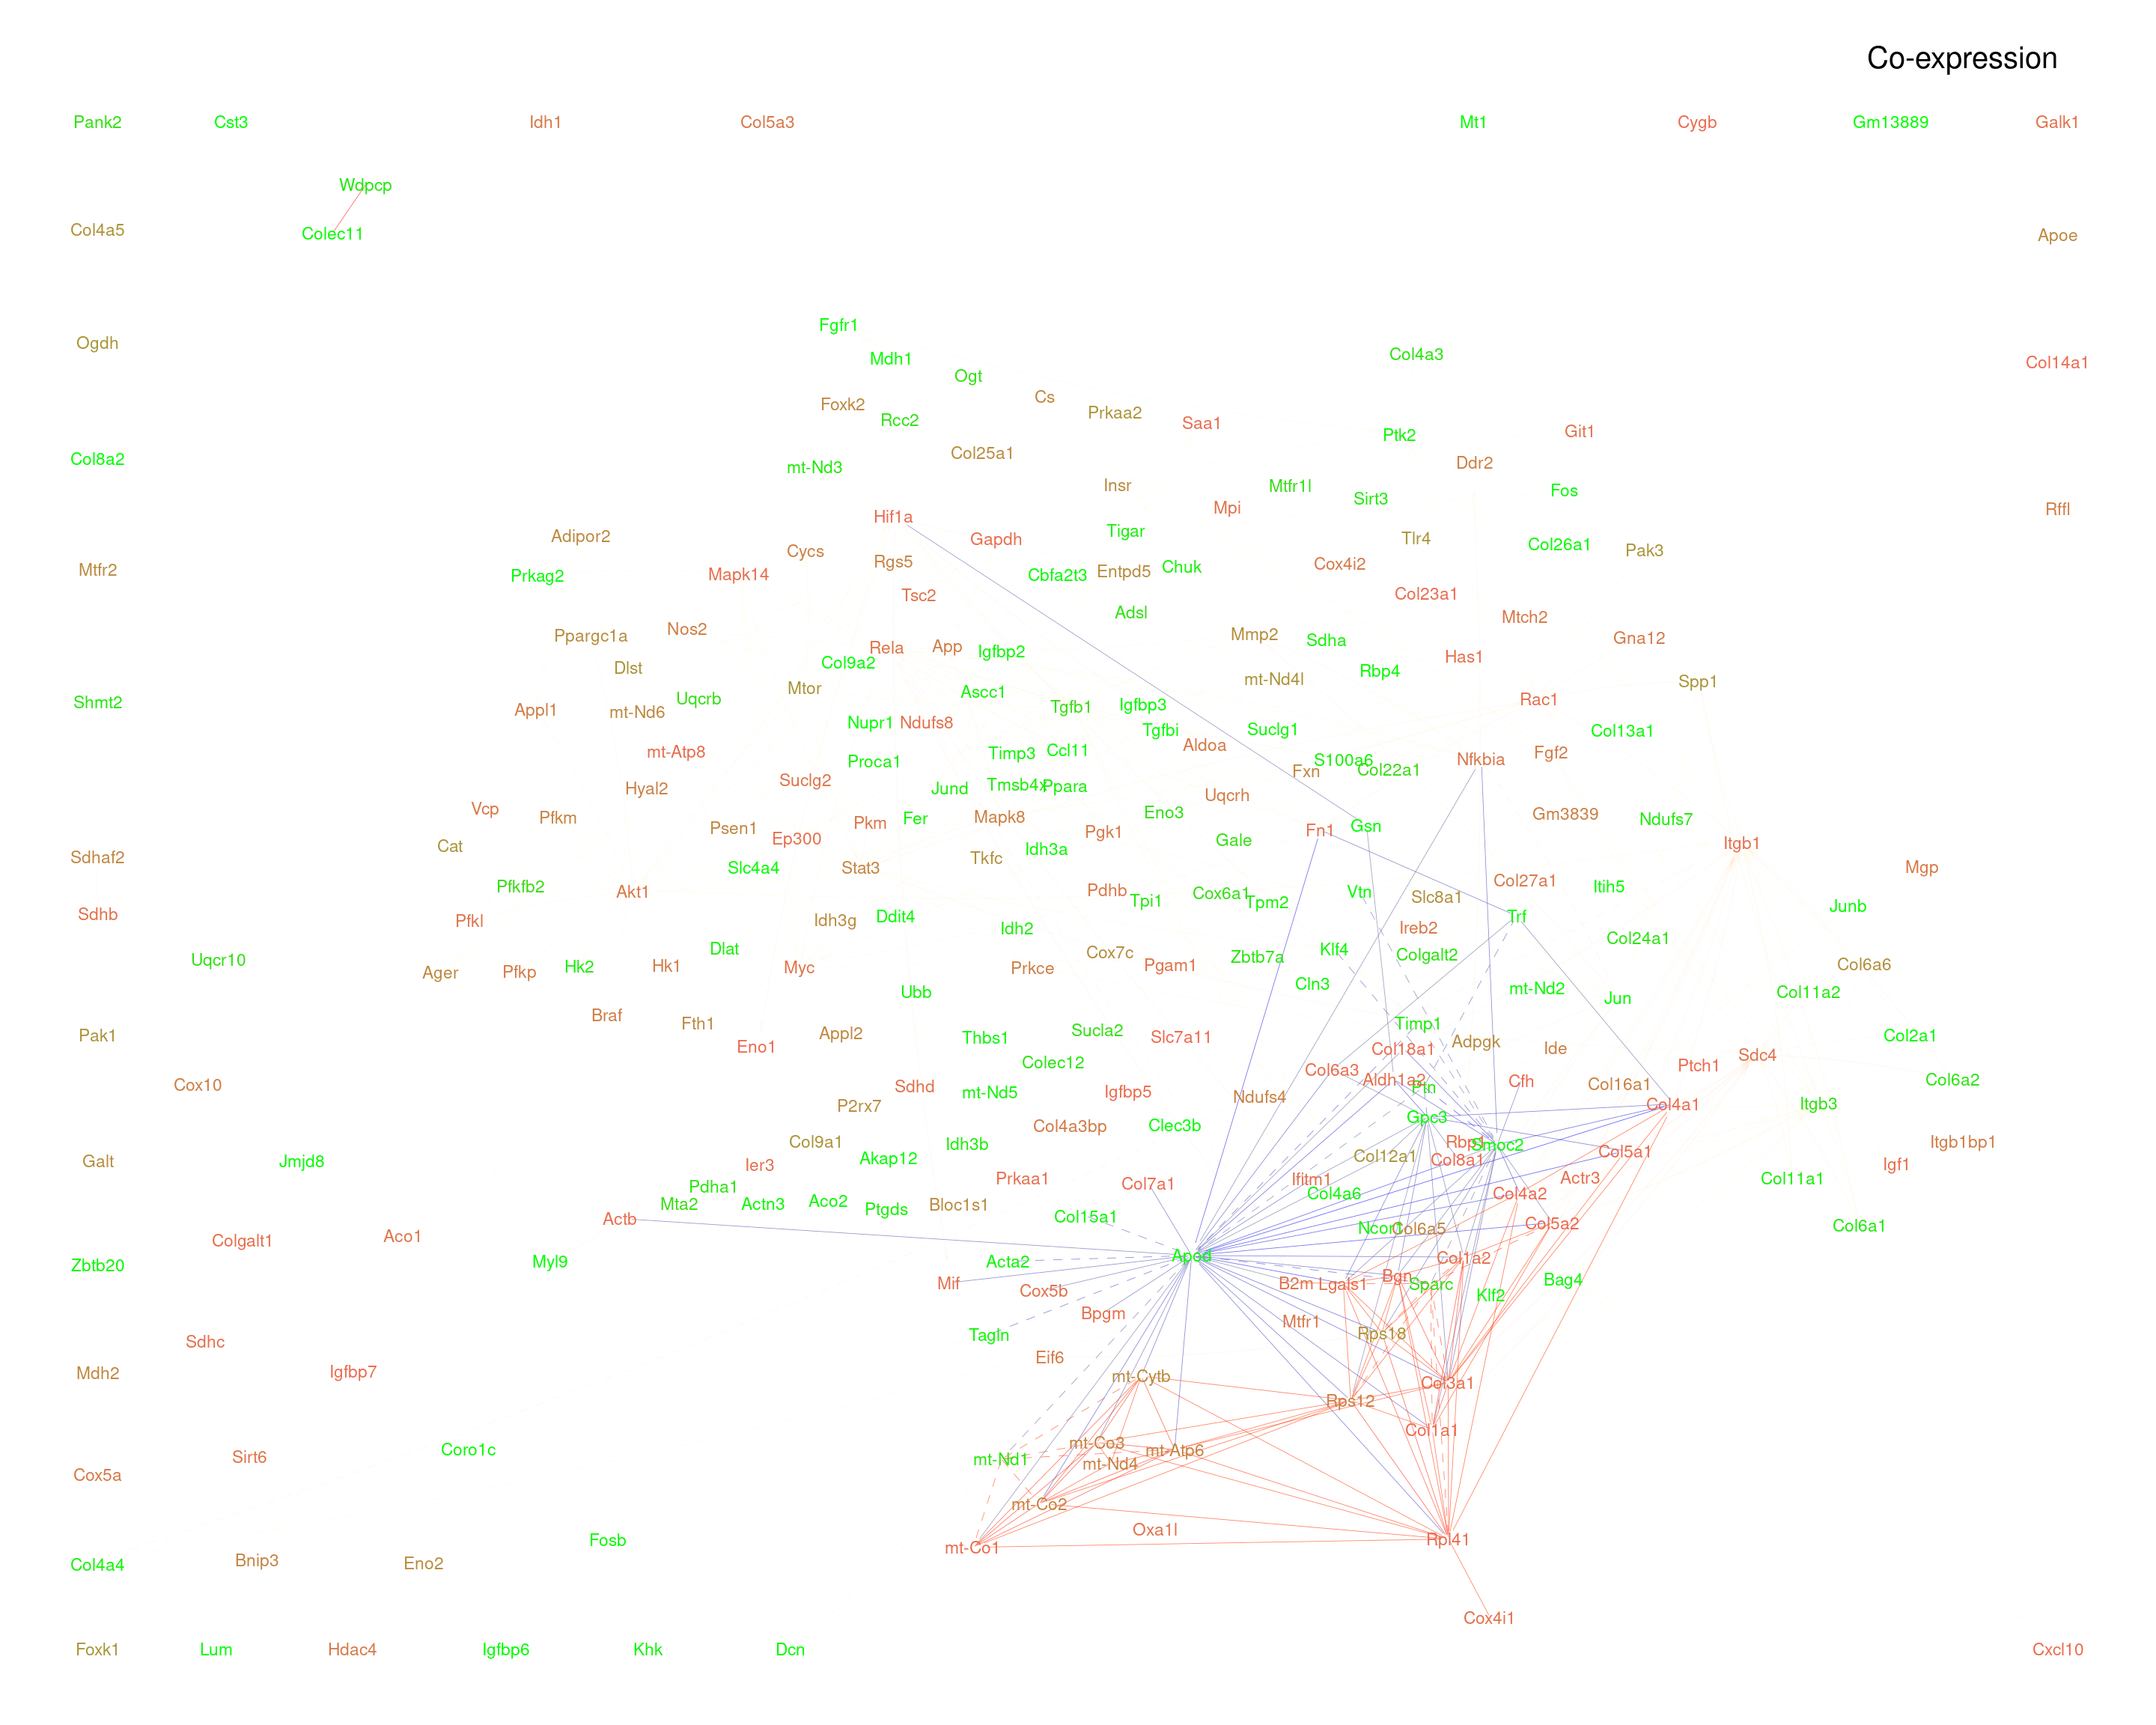 Co-expression
Pank2 Cst3 Idh1 Col5a3 Mt1 Cygb Gm13889 Galk1
Wdpcp
Col4a5 Colec11 Apoe
Fgfr1
Ogdh Mdh1 Ogt Col4a3 Col14a1
Foxk2 Cs Prkaa2
Rcc2 Saa1 Ptk2 Git1
Col8a2 mt-Nd3 Col25a1 Ddr2
Insr Mtfr1l Sirt3 Fos
Hif1a Mpi Rffl
Adipor2 Gapdh Tigar Tlr4 Col26a1 Pak3
Cycs Rgs5 Cox4i2
Mtfr2 Prkag2 Mapk14 Cbfa2t3 Entpd5 Chuk
Tsc2 Adsl Col23a1
Ppargc1a Nos2 Mmp2 Sdha Mtch2 Gna12
Rela App Igfbp2 Has1
Dlst Col9a2 Rbp4
Shmt2 Uqcrb Mtor Ascc1 mt-Nd4l Rac1 Spp1
Appl1 mt-Nd6 Nupr1 Ndufs8 Tgfb1 Igfbp3
Tgfbi Suclg1 Col13a1
mt-Atp8 Proca1 Timp3 Ccl11 Aldoa S100a6 Nfkbia Fgf2
Hyal2 Suclg2 Jund Tmsb4x Ppara Fxn Col22a1
Vcp Pfkm Pkm Fer Mapk8 Eno3 Uqcrh Gm3839 Ndufs7
Psen1 Ep300 Pgk1 Gale Fn1 Gsn
Sdhaf2 Cat Slc4a4 Stat3 Tkfc Idh3a Itgb1 Mgp
Pfkfb2 Akt1 Pdhb Tpi1 Cox6a1 Tpm2 Vtn Slc8a1 Col27a1 Itih5
Sdhb Pfkl Idh3g Ddit4 Idh2 Ireb2 Trf Junb
Uqcr10 Ager Pfkp Hk2 Dlat Hk1 Myc Prkce Cox7c Pgam1 Zbtb7a Klf4 Colgalt2 Col24a1 Col6a6
Ubb Cln3 mt-Nd2 Jun Col11a2
Pak1 Braf Fth1 Appl2 Thbs1 Sucla2 Slc7a11 Timp1 Adpgk Ide Col2a1
Eno1 Colec12 Col18a1 Sdc4
Cox10 Sdhd mt-Nd5 Igfbp5 Ndufs4 Col6a3 Aldh1a2 Ptn Cfh Col16a1 Ptch1 Col6a2
P2rx7 Col4a3bp Clec3b Gpc3 Col4a1 Itgb3
Galt Jmjd8 Col9a1 Akap12 Idh3b Col12a1 Rbp1 Smoc2 Col5a1 Itgb1bp1
Ier3 Prkaa1 Col7a1 Ifitm1 Col8a1 Actr3 Col11a1 Igf1
Pdha1 Mta2 Actn3 Aco2 Ptgds Bloc1s1 Col15a1 Col4a6 Col4a2
Colgalt1 Aco1 Actb Ncor1 Col6a5 Col5a2 Col6a1
Zbtb20 Myl9 Acta2 Apod Col1a2
Mif Cox5b B2m Lgals1 Bgn Sparc Klf2 Bag4
Sdhc Tagln Bpgm Mtfr1 Rps18
Mdh2 Igfbp7 Eif6 mt-Cytb Col3a1
Rps12
Cox5a Sirt6 Coro1c mt-Nd1 mt-Co3 mt-Nd4 mt-Atp6 Col1a1
mt-Co2
Col4a4 Bnip3 Eno2 Fosb mt-Co1 Oxa1l Rpl41
Cox4i1
Foxk1 Lum Hdac4 Igfbp6 Khk Dcn Cxcl10